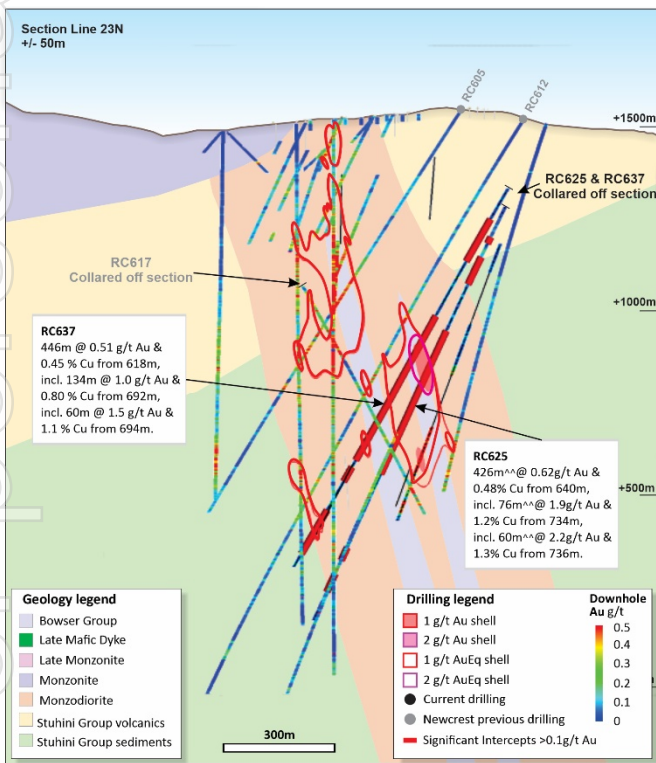 Section Line 23N
+/- 50m
RC605
RC612
+1500m
RC625 & RC637
Collared off section
RC617
Collared off section
+1000m
RC637
446m @ 0.51 g/t Au &
0.45 % Cu from 618m,
incl. 134m @ 1.0 g/t Au &
0.80 % Cu from 692m,
incl. 60m @ 1.5 g/t Au &
1.1 % Cu from 694m.
RC625
426m^^@ 0.62g/t Au &
0.48% Cu from 640m,
incl. 76m^^@ 1.9g/t Au &
1.2% Cu from 734m,
incl. 60m^^@ 2.2g/t Au &
1.3% Cu from 736m.
+500m
Geology legend
Bowser Group
Late Mafic Dyke
Late Monzonite
Monzonite
Monzodiorite
Stuhini Group volcanics
Stuhini Group sediments
300m
Drilling legend
1 g/t Au shell
2 g/t Au shell
1 g/t AuEq shell
2 g/t AuEq shell
Current drilling
Newcrest previous drilling
Significant Intercepts >0.1g/t Au
Downhole
Au g/t
0.5
0.4
0.3
0.2
0.1
0